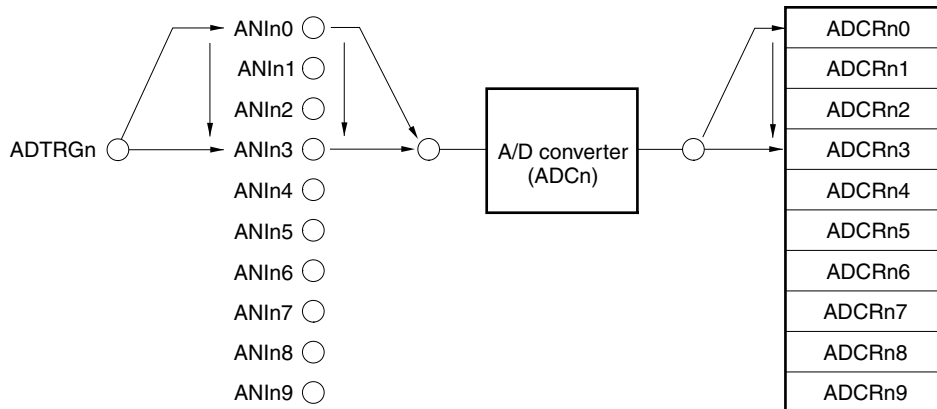 ADTRGn
ANIn0
ANIn1
ANIn2
ANIn3
ANIn4
ANIn5
ANIn6
ANIn7
ANIn8
ANIn9
A/D converter
(ADCn)
ADCRn0
ADCRn1
ADCRn2
ADCRn3
ADCRn4
ADCRn5
ADCRn6
ADCRn7
ADCRn8
ADCRn9